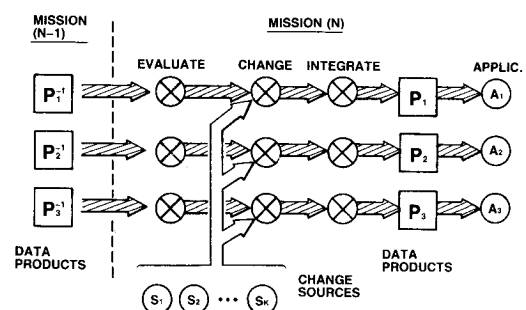 MISSION
(N-1)
MISSION (N)
EVALUATE
CHANGE
INTEGRATE
APPLIC.
P₁⁻¹
P₁
A₁
P₂⁻¹
P₂
A₂
P₃⁻¹
P₃
A₃
DATA
PRODUCTS
CHANGE
SOURCES
DATA
PRODUCTS
S₁ S₂ ··· Sₖ